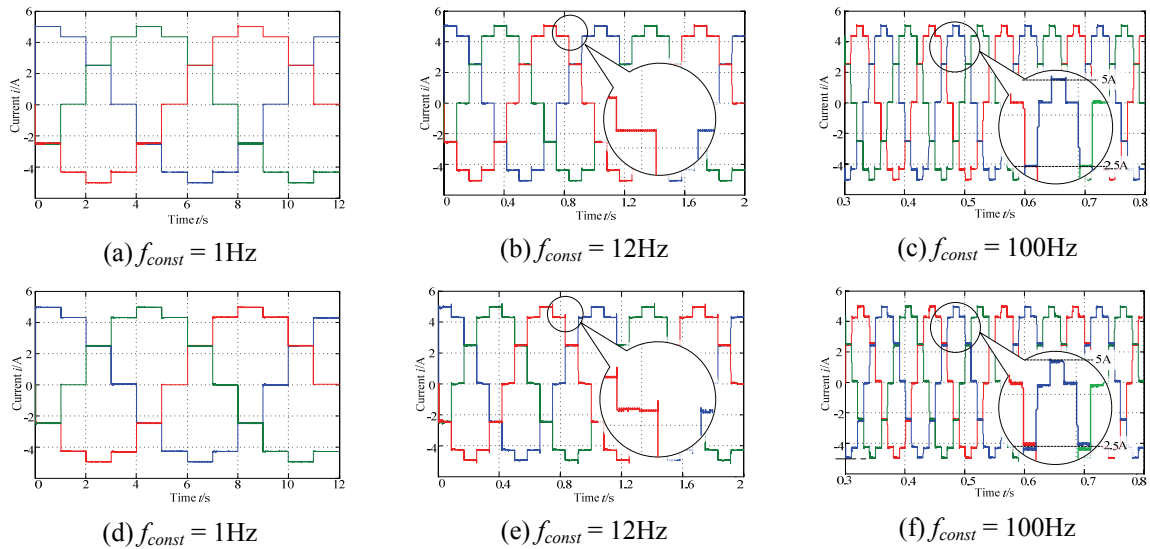 6
4
2
0
-2
-4
Current i/A
0 2 4 6 8 10 12
Time t/s
(a) f_const = 1Hz
6
4
2
0
-2
-4
Current i/A
0 0.4 0.8 1.2 1.6 2
Time t/s
(b) f_const = 12Hz
6
4
2
0
-2
-4
Current i/A
5A
2.5A
0.3 0.4 0.5 0.6 0.7 0.8
Time t/s
(c) f_const = 100Hz
6
4
2
0
-2
-4
Current i/A
0 2 4 6 8 10 12
Time t/s
(d) f_const = 1Hz
6
4
2
0
-2
-4
Current i/A
0 0.4 0.8 1.2 1.6 2
Time t/s
(e) f_const = 12Hz
6
4
2
0
-2
-4
Current i/A
5A
2.5A
0.3 0.4 0.5 0.6 0.7 0.8
Time t/s
(f) f_const = 100Hz